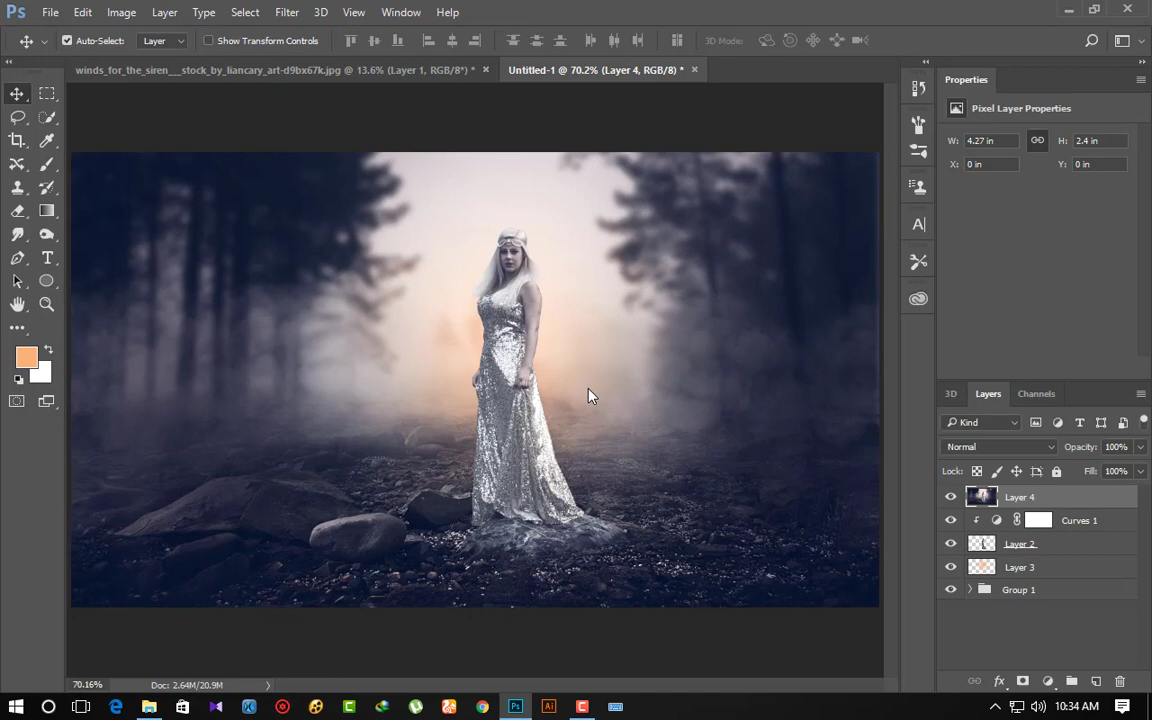 Ps File Edit Image Layer Type Select Filter 3D View Window Help
Auto-Select: Layer Show Transform Controls 3D Mode:
winds_for_the_siren___stock_by_liancary_art-d9bx67k.jpg @ 13.6% (Layer 1, RGB/8*) * × Untitled-1 @ 70.2% (Layer 4, RGB/8) * ×
Properties
Pixel Layer Properties
W: 4.27 in H: 2.4 in
X: 0 in Y: 0 in
3D Layers Channels
Kind
Normal Opacity: 100%
Lock: Fill: 100%
Layer 4
Curves 1
Layer 2
Layer 3
Group 1
70.16% Doc: 2.64M/20.9M
10:34 AM